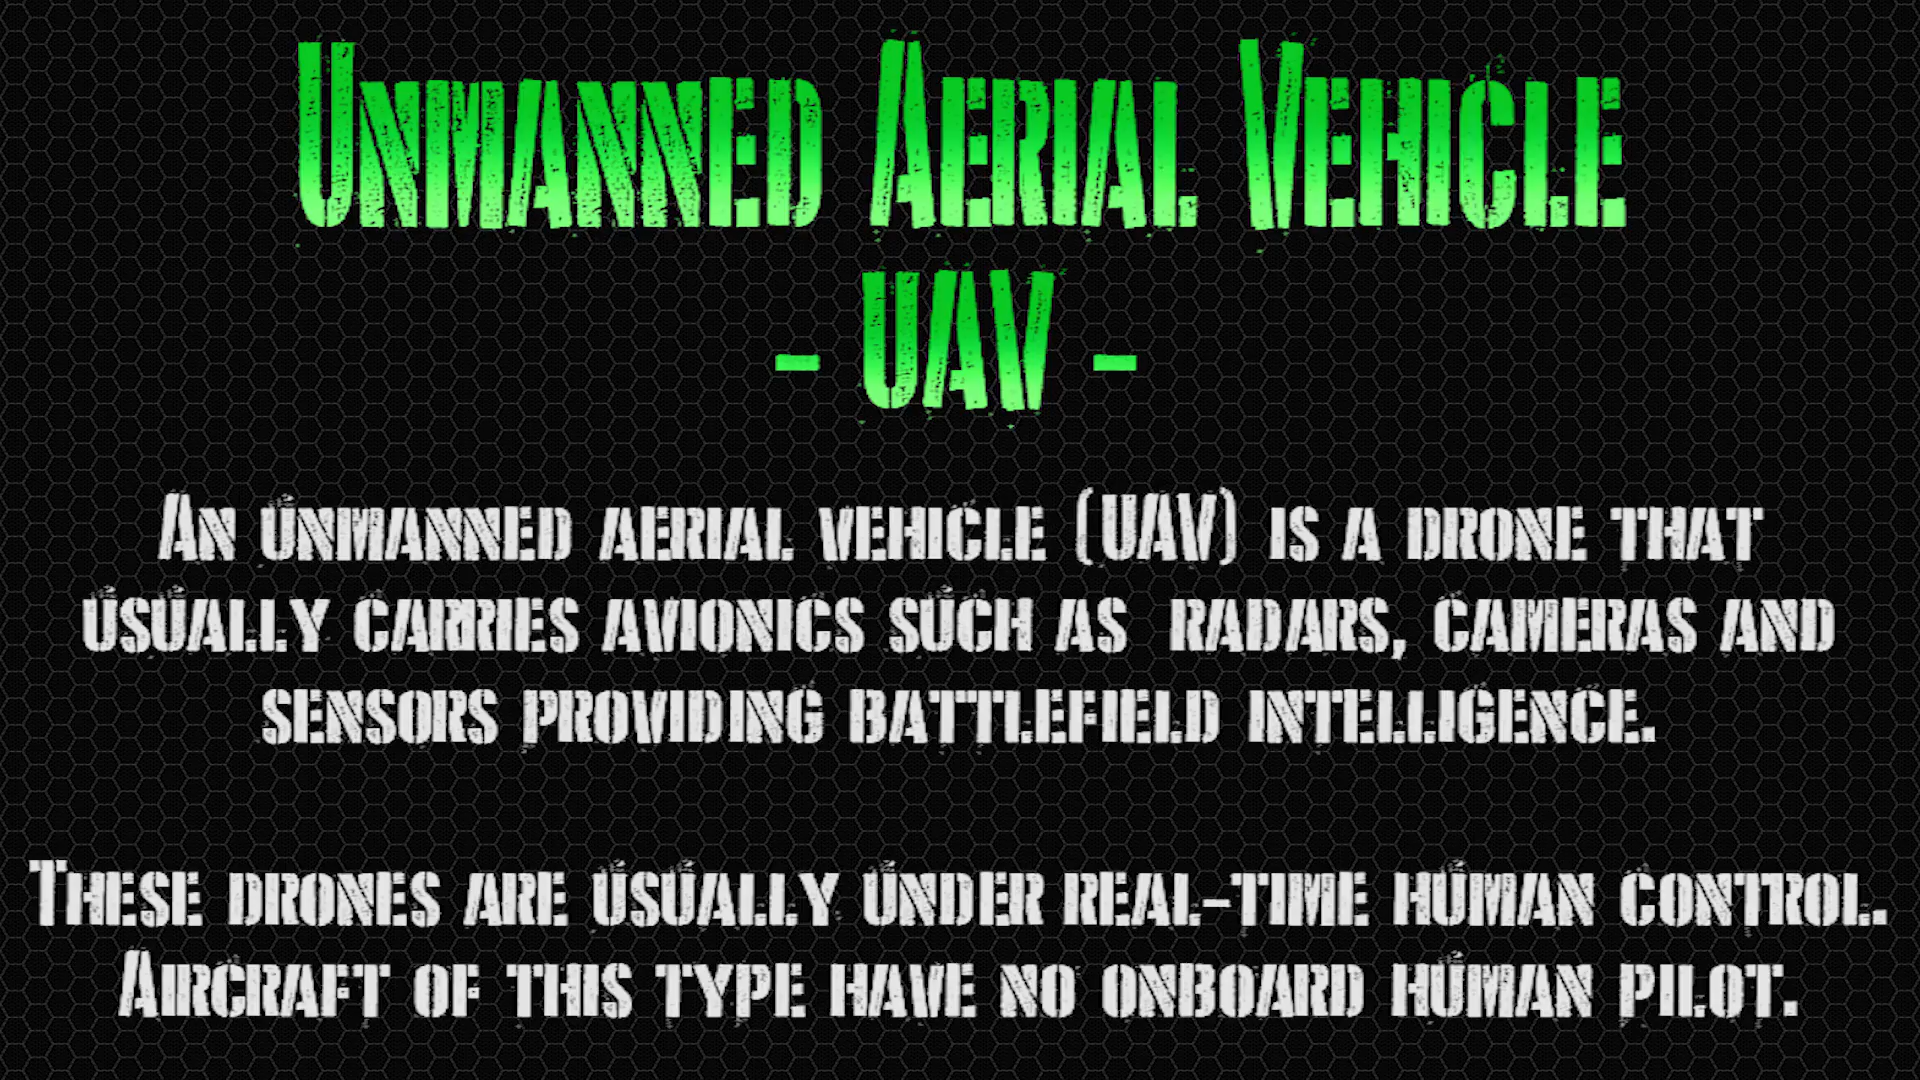 Unmanned Aerial Vehicle
- UAV -
An unmanned aerial vehicle (UAV) is a drone that
usually carries avionics such as radars, cameras and
sensors providing battlefield intelligence.
These drones are usually under real-time human control.
Aircraft of this type have no onboard human pilot.